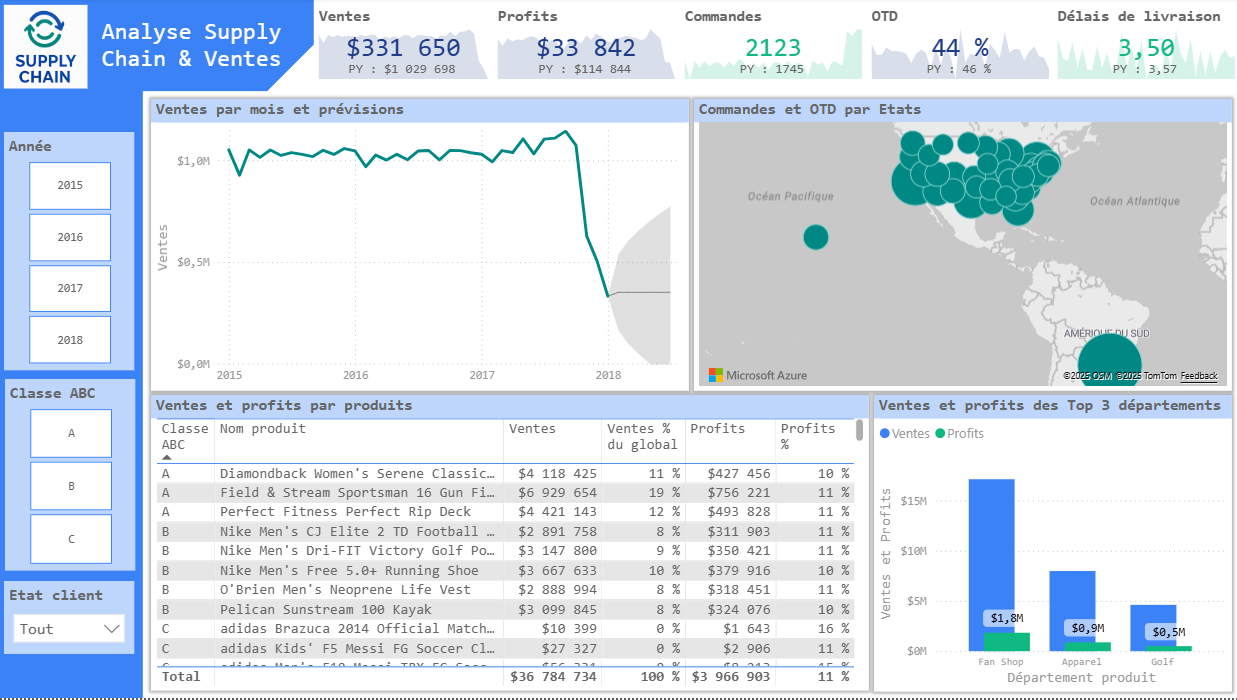 SUPPLY
CHAIN
Analyse Supply
Chain & Ventes
Ventes
$331 650
PY : $1 029 698
Profits
$33 842
PY : $114 844
Commandes
2123
PY : 1745
OTD
44 %
PY : 46 %
Délais de livraison
3,50
PY : 3,57
Année
2015
2016
2017
2018
Classe ABC
A
B
C
Etat client
Tout
Ventes par mois et prévisions
Ventes
$1,0M
$0,5M
$0,0M
2015 2016 2017 2018
Commandes et OTD par Etats
Océan Pacifique
Océan Atlantique
AMÉRIQUE DU SUD
Microsoft Azure
©2025 OSM ©2025 TomTom Feedback
Ventes et profits par produits
Classe ABC Nom produit Ventes Ventes % du global Profits Profits %
A Diamondback Women's Serene Classic… $4 118 425 11 % $427 456 10 %
A Field & Stream Sportsman 16 Gun Fi… $6 929 654 19 % $756 221 11 %
A Perfect Fitness Perfect Rip Deck $4 421 143 12 % $493 828 11 %
B Nike Men's CJ Elite 2 TD Football … $2 891 758 8 % $311 903 11 %
B Nike Men's Dri-FIT Victory Golf Po… $3 147 800 9 % $350 421 11 %
B Nike Men's Free 5.0+ Running Shoe $3 667 633 10 % $379 916 10 %
B O'Brien Men's Neoprene Life Vest $2 888 994 8 % $318 451 11 %
B Pelican Sunstream 100 Kayak $3 099 845 8 % $324 076 10 %
C adidas Brazuca 2014 Official Match… $10 399 0 % $1 643 16 %
C adidas Kids' F5 Messi FG Soccer Cl… $27 327 0 % $2 906 11 %
Total $36 784 734 100 % $3 966 903 11 %
Ventes et profits des Top 3 départements
Ventes Profits
Ventes et Profits
$15M
$10M
$5M
$0M
$1,8M
$0,9M
$0,5M
Fan Shop Apparel Golf
Département produit